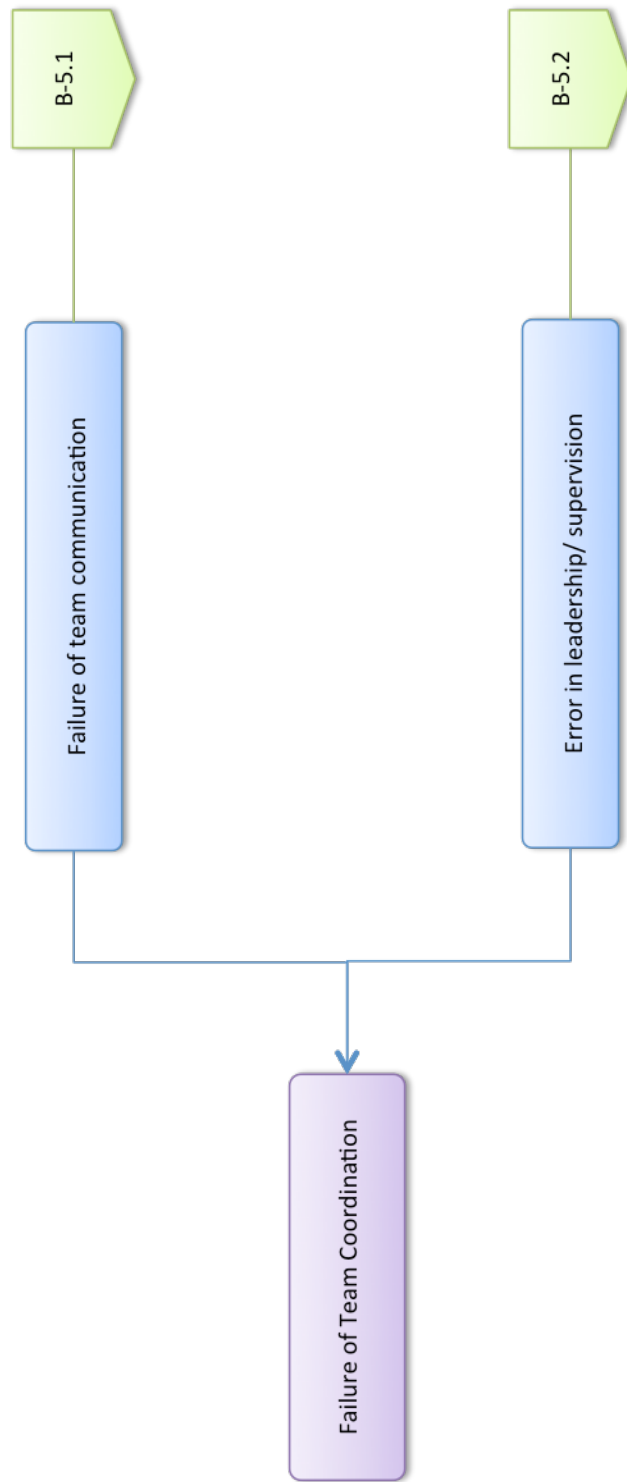 B-5.1
Failure of team communication
B-5.2
Error in leadership/ supervision
Failure of Team Coordination